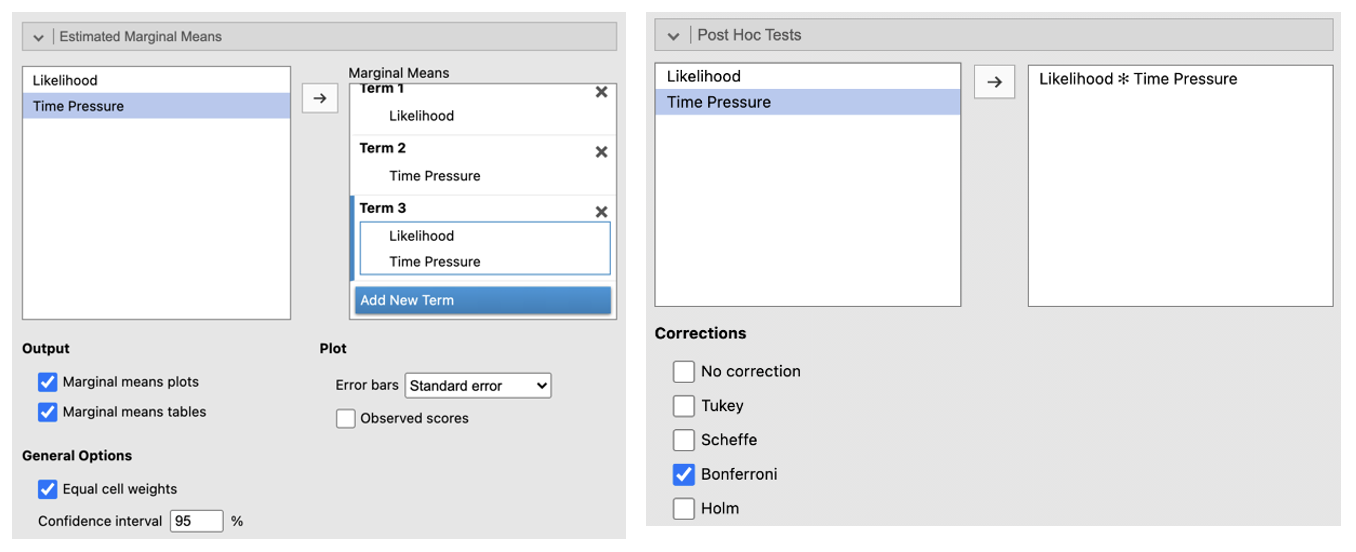 Estimated Marginal Means
Likelihood
Time Pressure
Marginal Means
Term 1
Likelihood
Term 2
Time Pressure
Term 3
Likelihood
Time Pressure
Add New Term
Output
Marginal means plots
Marginal means tables
Plot
Error bars Standard error
Observed scores
General Options
Equal cell weights
Confidence interval 95 %
Post Hoc Tests
Likelihood
Time Pressure
Likelihood ✻ Time Pressure
Corrections
No correction
Tukey
Scheffe
Bonferroni
Holm